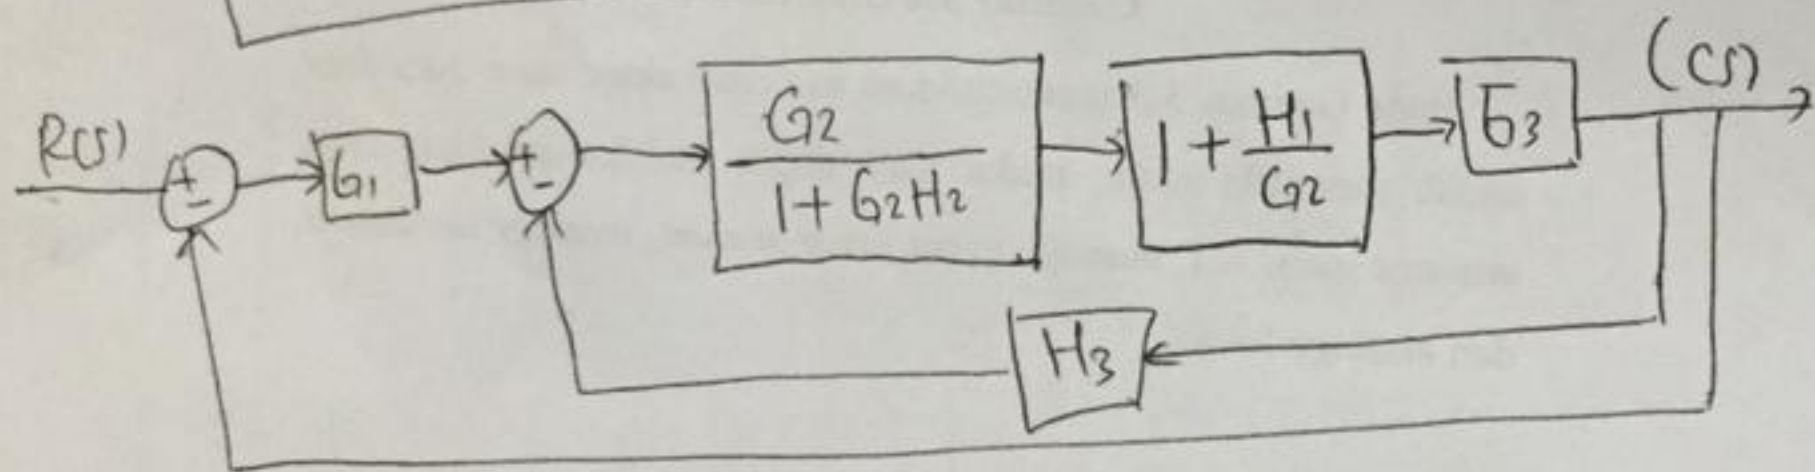 R(s)
+
-
G1
+
-
G2
1+G2H2
1+ H1
G2
G3
C(s)
H3